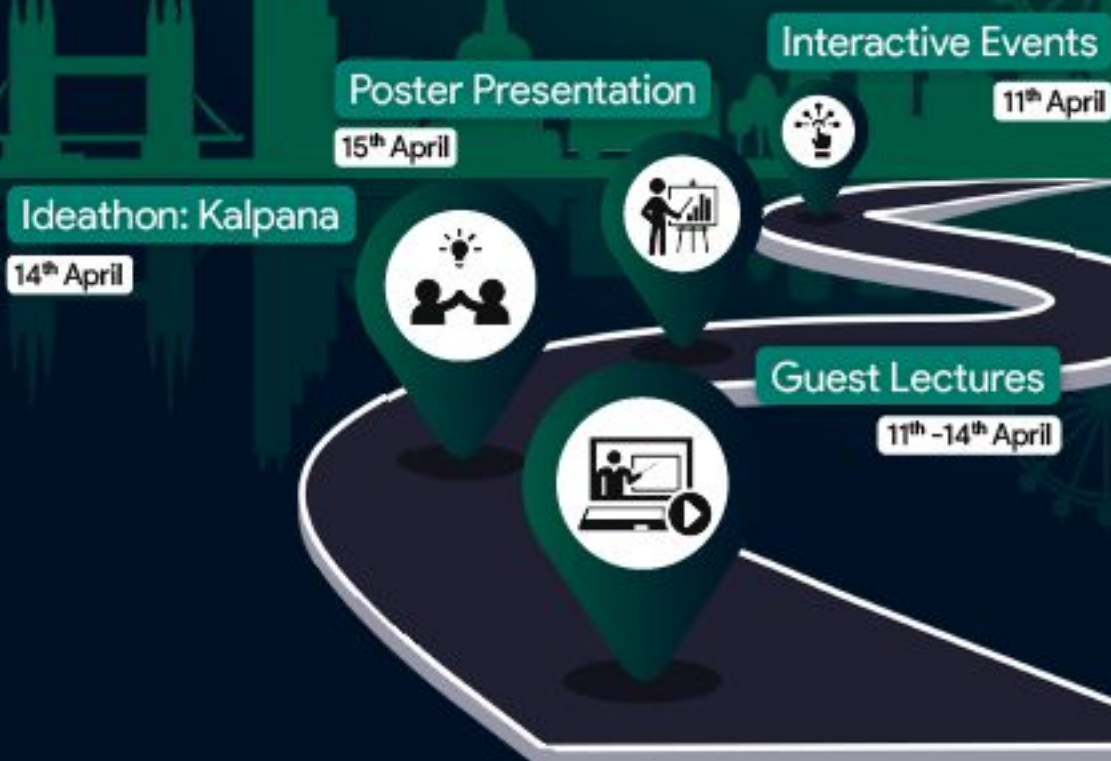 Interactive Events
11th April
Poster Presentation
15th April
Ideathon: Kalpana
14th April
Guest Lectures
11th -14th April